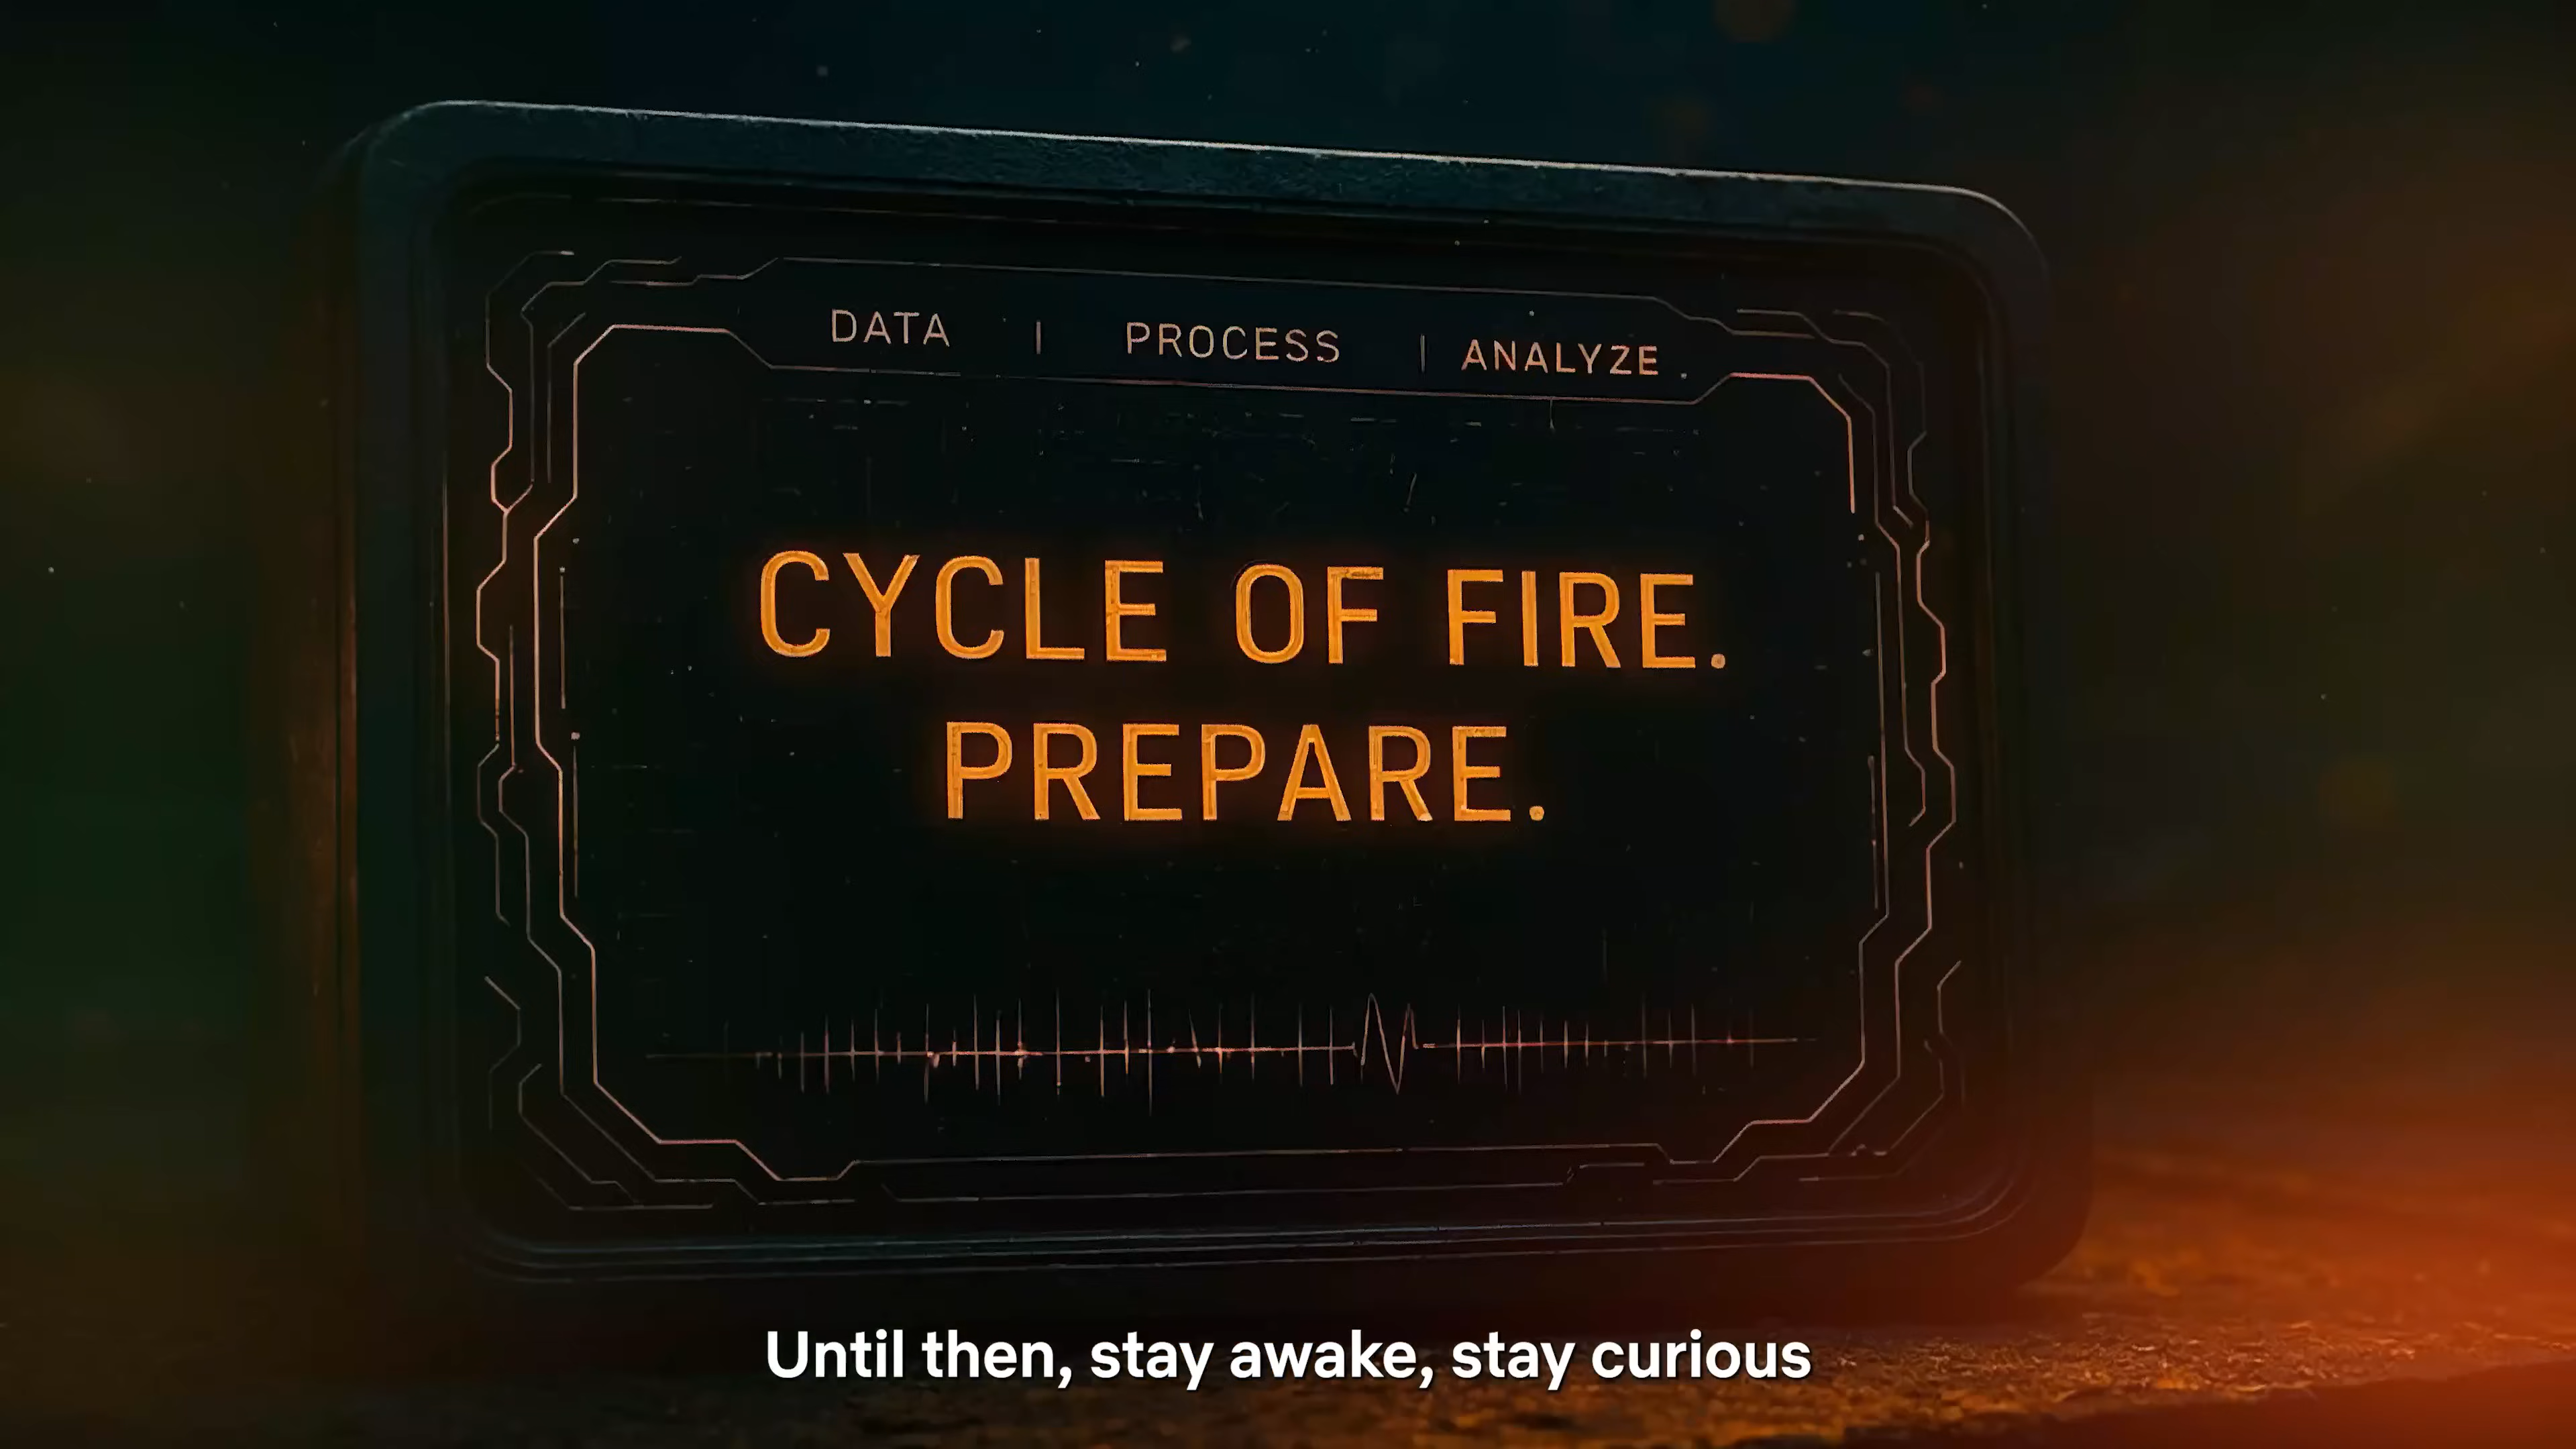 DATA | PROCESS | ANALYZE
CYCLE OF FIRE.
PREPARE.
Until then, stay awake, stay curious